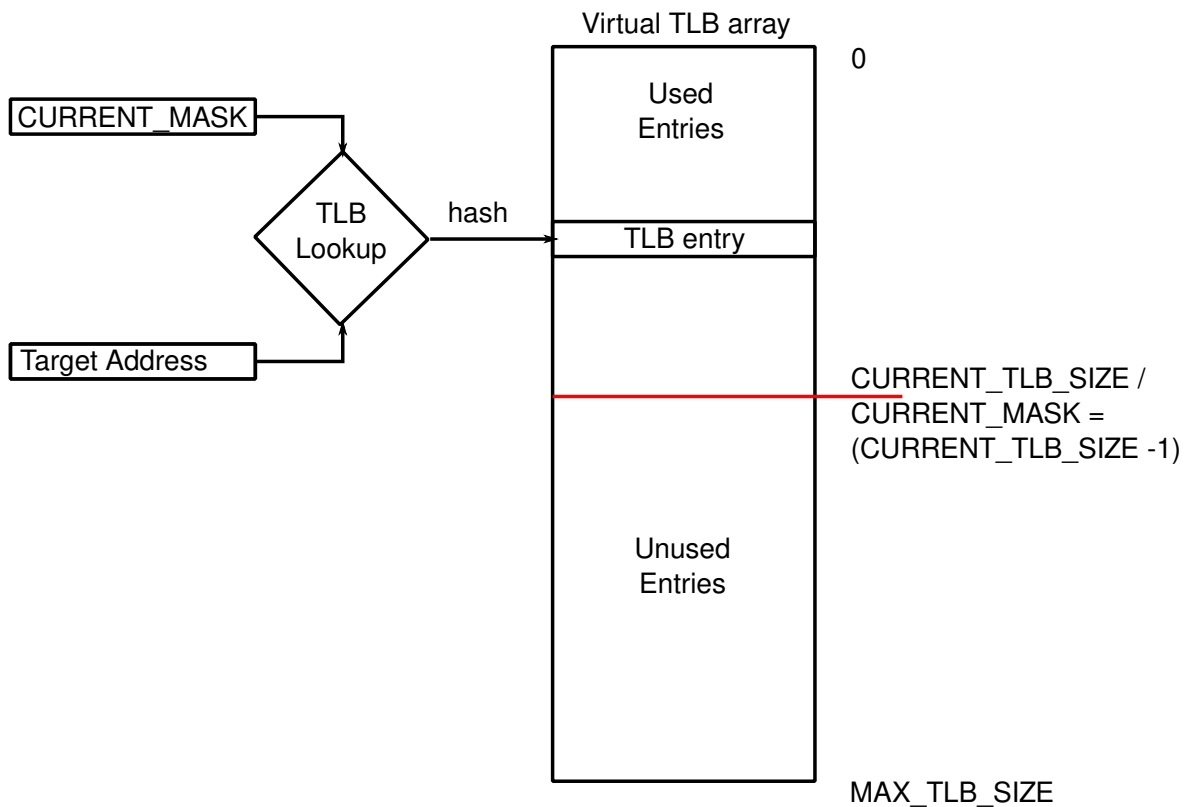 Virtual TLB array
0
Used
Entries
CURRENT_MASK
TLB
Lookup
hash
TLB entry
Target Address
CURRENT_TLB_SIZE /
CURRENT_MASK =
(CURRENT_TLB_SIZE -1)
Unused
Entries
MAX_TLB_SIZE